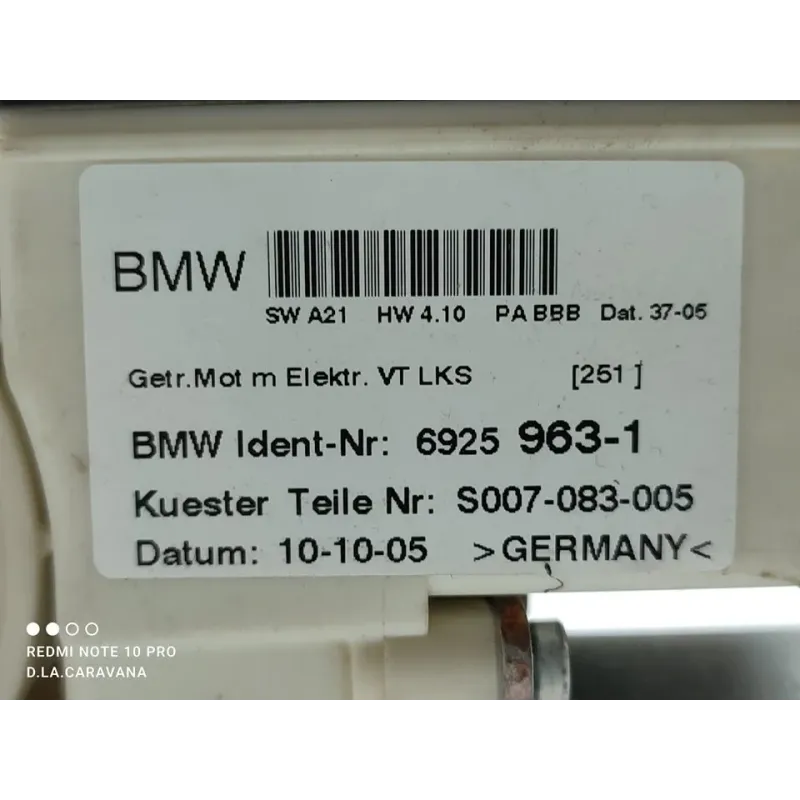 BMW
SW A21 HW 4.10 PA BBB Dat. 37-05
Getr.Mot m Elektr. VT LKS [251 ]
BMW Ident-Nr: 6925 963-1
Kuester Teile Nr: S007-083-005
Datum: 10-10-05 >GERMANY<
REDMI NOTE 10 PRO
D.LA.CARAVANA